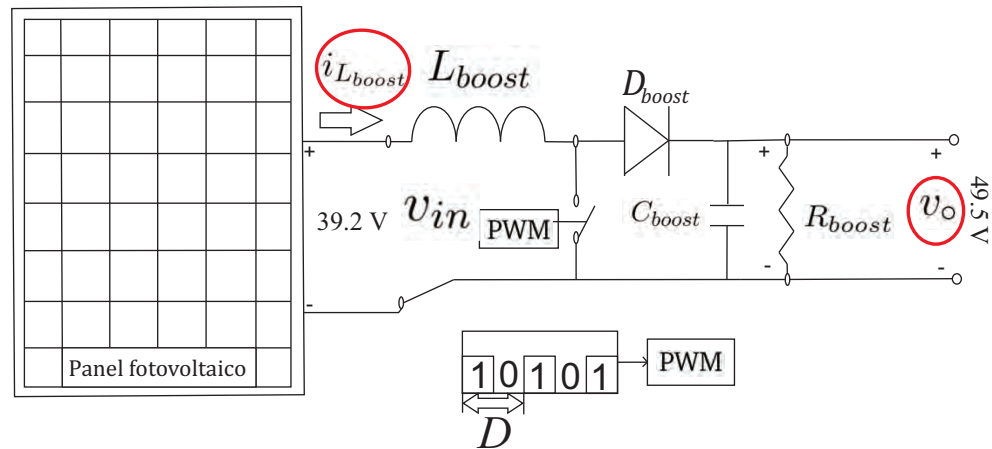 i_{L_{boost}}
L_{boost}
D_{boost}
+
+
+
39.2 V
v_{in}
PWM
C_{boost}
R_{boost}
v_o
49.5 V
-
-
-
Panel fotovoltaico
1 0 1 0 1
PWM
D